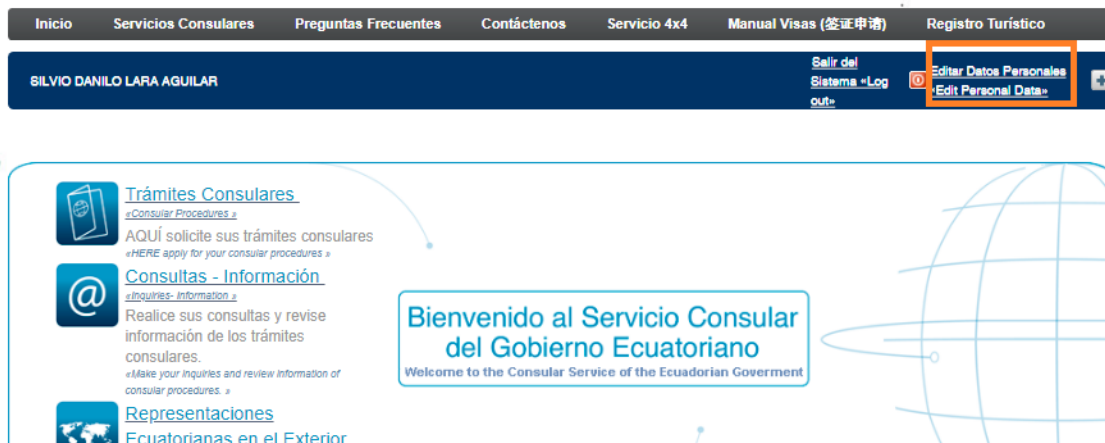 Inicio Servicios Consulares Preguntas Frecuentes Contáctenos Servicio 4x4 Manual Visas (签证申请) Registro Turístico
SILVIO DANILO LARA AGUILAR
Salir del
Sistema «Log
out»
Editar Datos Personales
«Edit Personal Data»
Trámites Consulares
«Consular Procedures »
AQUÍ solicite sus trámites consulares
«HERE apply for your consular procedures »
Consultas - Información
«Inquiries- Information »
Realice sus consultas y revise
información de los trámites
consulares.
«Make your inquiries and review information of
consular procedures. »
Representaciones
Ecuatorianas en el Exterior
Bienvenido al Servicio Consular
del Gobierno Ecuatoriano
Welcome to the Consular Service of the Ecuadorian Goverment